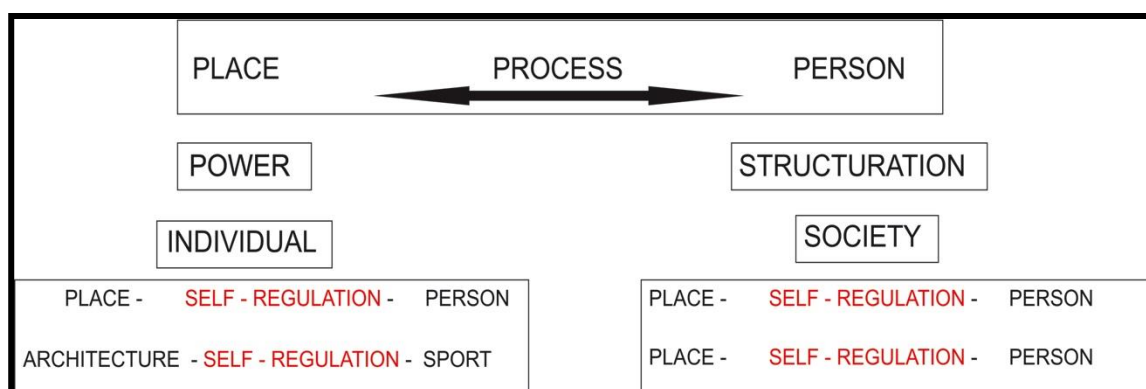 PLACE PROCESS PERSON
POWER
STRUCTURATION
INDIVIDUAL
SOCIETY
PLACE - SELF - REGULATION - PERSON
ARCHITECTURE - SELF - REGULATION - SPORT
PLACE - SELF - REGULATION - PERSON
PLACE - SELF - REGULATION - PERSON